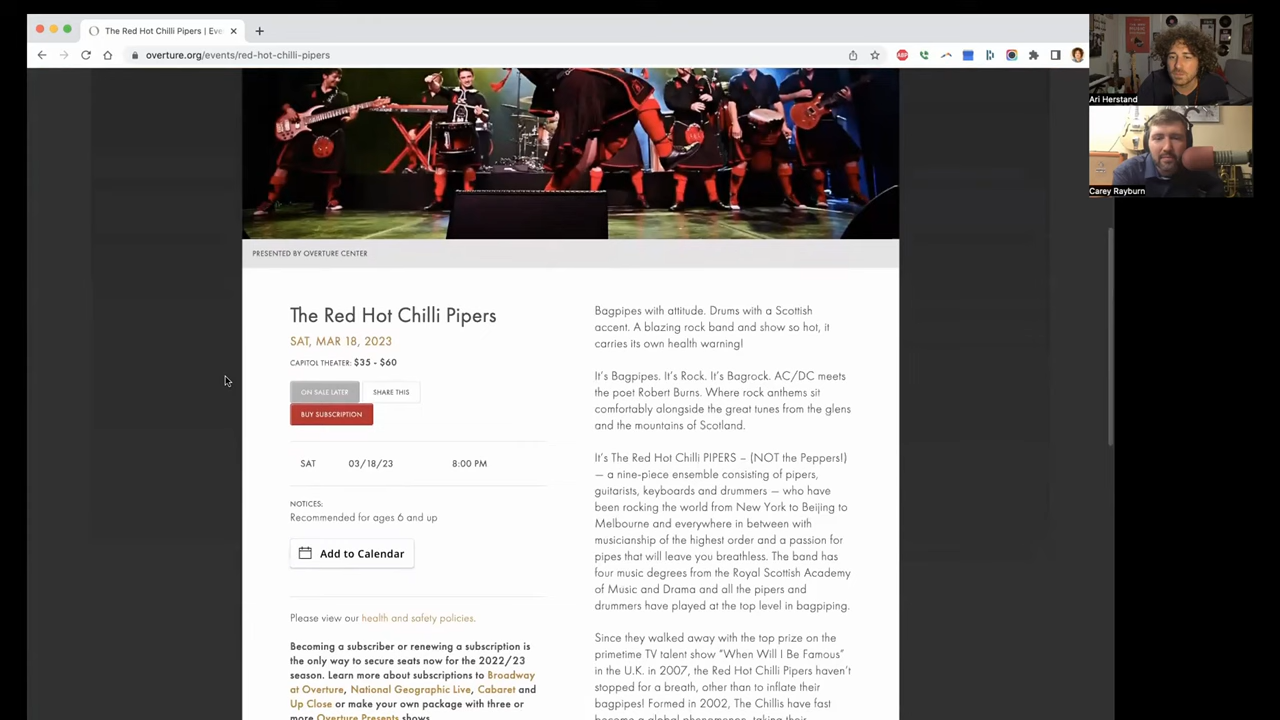 The Red Hot Chilli Pipers | Eve
overture.org/events/red-hot-chilli-pipers
ABP
Ari Herstand
Carey Rayburn
PRESENTED BY OVERTURE CENTER
The Red Hot Chilli Pipers
SAT, MAR 18, 2023
CAPITOL THEATER: $35 - $60
ON SALE LATER
SHARE THIS
BUY SUBSCRIPTION
SAT 03/18/23 8:00 PM
NOTICES:
Recommended for ages 6 and up
Add to Calendar
Please view our health and safety policies.
Becoming a subscriber or renewing a subscription is
the only way to secure seats now for the 2022/23
season. Learn more about subscriptions to Broadway
at Overture, National Geographic Live, Cabaret and
Up Close or make your own package with three or
more Overture Presents shows.
Bagpipes with attitude. Drums with a Scottish
accent. A blazing rock band and show so hot, it
carries its own health warning!
It's Bagpipes. It's Rock. It's Bagrock. AC/DC meets
the poet Robert Burns. Where rock anthems sit
comfortably alongside the great tunes from the glens
and the mountains of Scotland.
It's The Red Hot Chilli PIPERS – (NOT the Peppers!)
— a nine-piece ensemble consisting of pipers,
guitarists, keyboards and drummers — who have
been rocking the world from New York to Beijing to
Melbourne and everywhere in between with
musicianship of the highest order and a passion for
pipes that will leave you breathless. The band has
four music degrees from the Royal Scottish Academy
of Music and Drama and all the pipers and
drummers have played at the top level in bagpiping.
Since they walked away with the top prize on the
primetime TV talent show "When Will I Be Famous"
in the U.K. in 2007, the Red Hot Chilli Pipers haven't
stopped for a breath, other than to inflate their
bagpipes! Formed in 2002, The Chillis have fast
become a global phenomenon, taking their